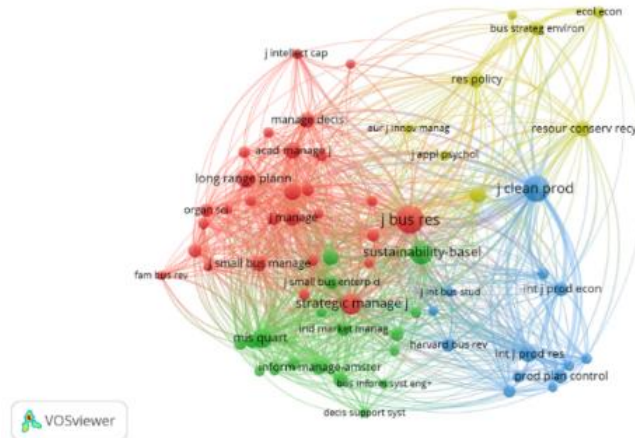 ecol econ
bus strateg environ
j intellect cap
res policy
manage decis
aur j innov manag
resour conserv recy
acad manage j
j appl psychol
long range plann
j clean prod
organ sci
j manage
j bus res
sustainability-basel
j small bus manage
fam bus rev
j small bus enterp d
j int bus stud
int j prod econ
strategic manage j
ind market manag
mis quart
harvard bus rev
int j prod res
inform manage-amster
prod plan control
bus inform syst eng+
decis support syst
VOSviewer